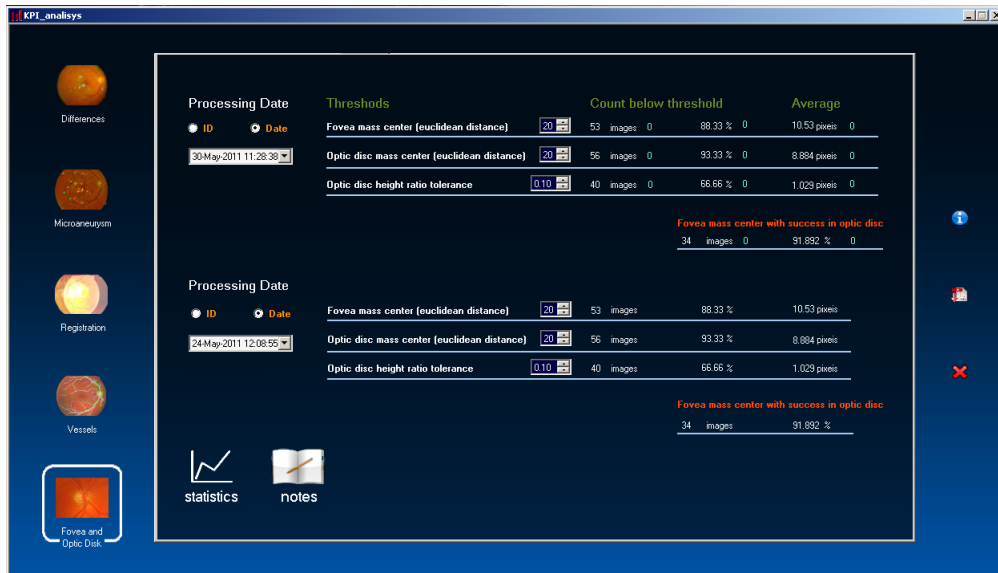 KPI_analisys
Differences
Microaneurysm
Registration
Vessels
Fovea and
Optic Disk
Processing Date
ID Date
30-May-2011 11:28:38
Threshods Count below threshold Average
Fovea mass center (euclidean distance) 20 53 images 0 88.33 % 0 10.53 pixeis 0
Optic disc mass center (euclidean distance) 20 56 images 0 93.33 % 0 8.884 pixeis 0
Optic disc height ratio tolerance 0.10 40 images 0 66.66 % 0 1.029 pixeis 0
Fovea mass center with success in optic disc
34 images 0 91.892 % 0
Processing Date
ID Date
24-May-2011 12:08:55
Fovea mass center (euclidean distance) 20 53 images 88.33 % 10.53 pixeis
Optic disc mass center (euclidean distance) 20 56 images 93.33 % 8.884 pixeis
Optic disc height ratio tolerance 0.10 40 images 66.66 % 1.029 pixeis
Fovea mass center with success in optic disc
34 images 91.892 %
statistics
notes